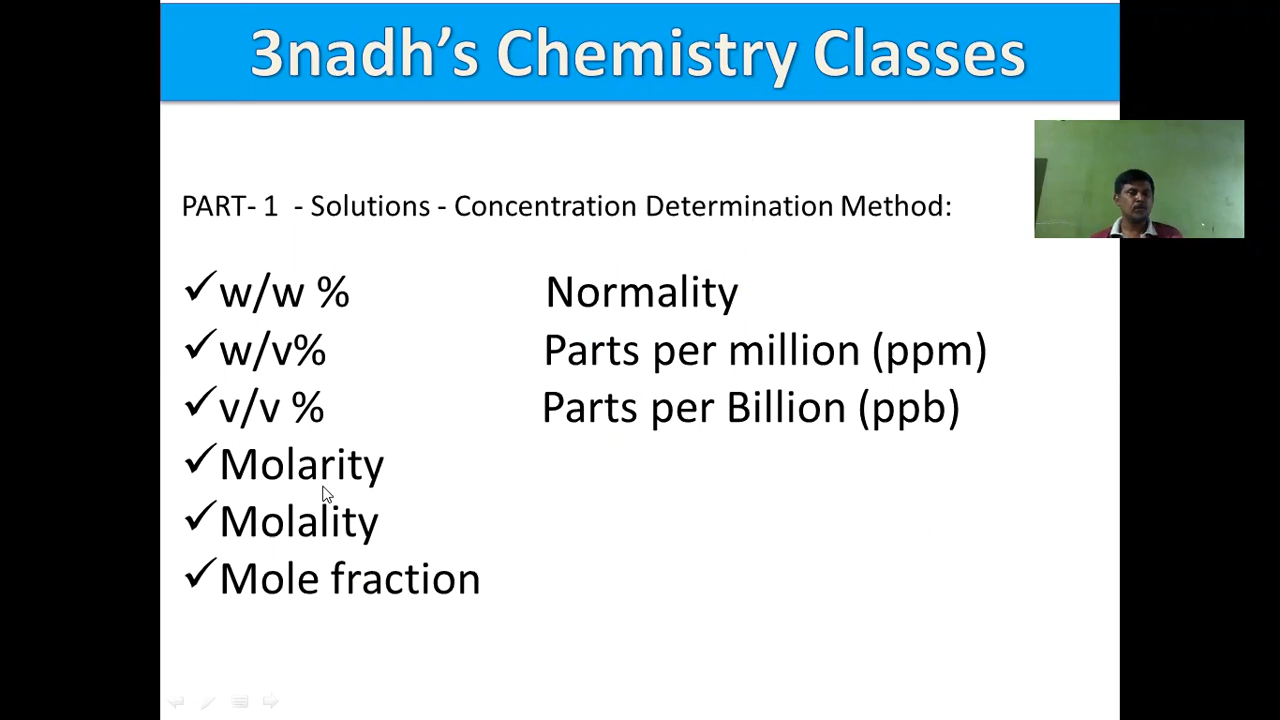 3nadh's Chemistry Classes
PART- 1 - Solutions - Concentration Determination Method:
✓w/w % Normality
✓w/v% Parts per million (ppm)
✓v/v % Parts per Billion (ppb)
✓Molarity
✓Molality
✓Mole fraction